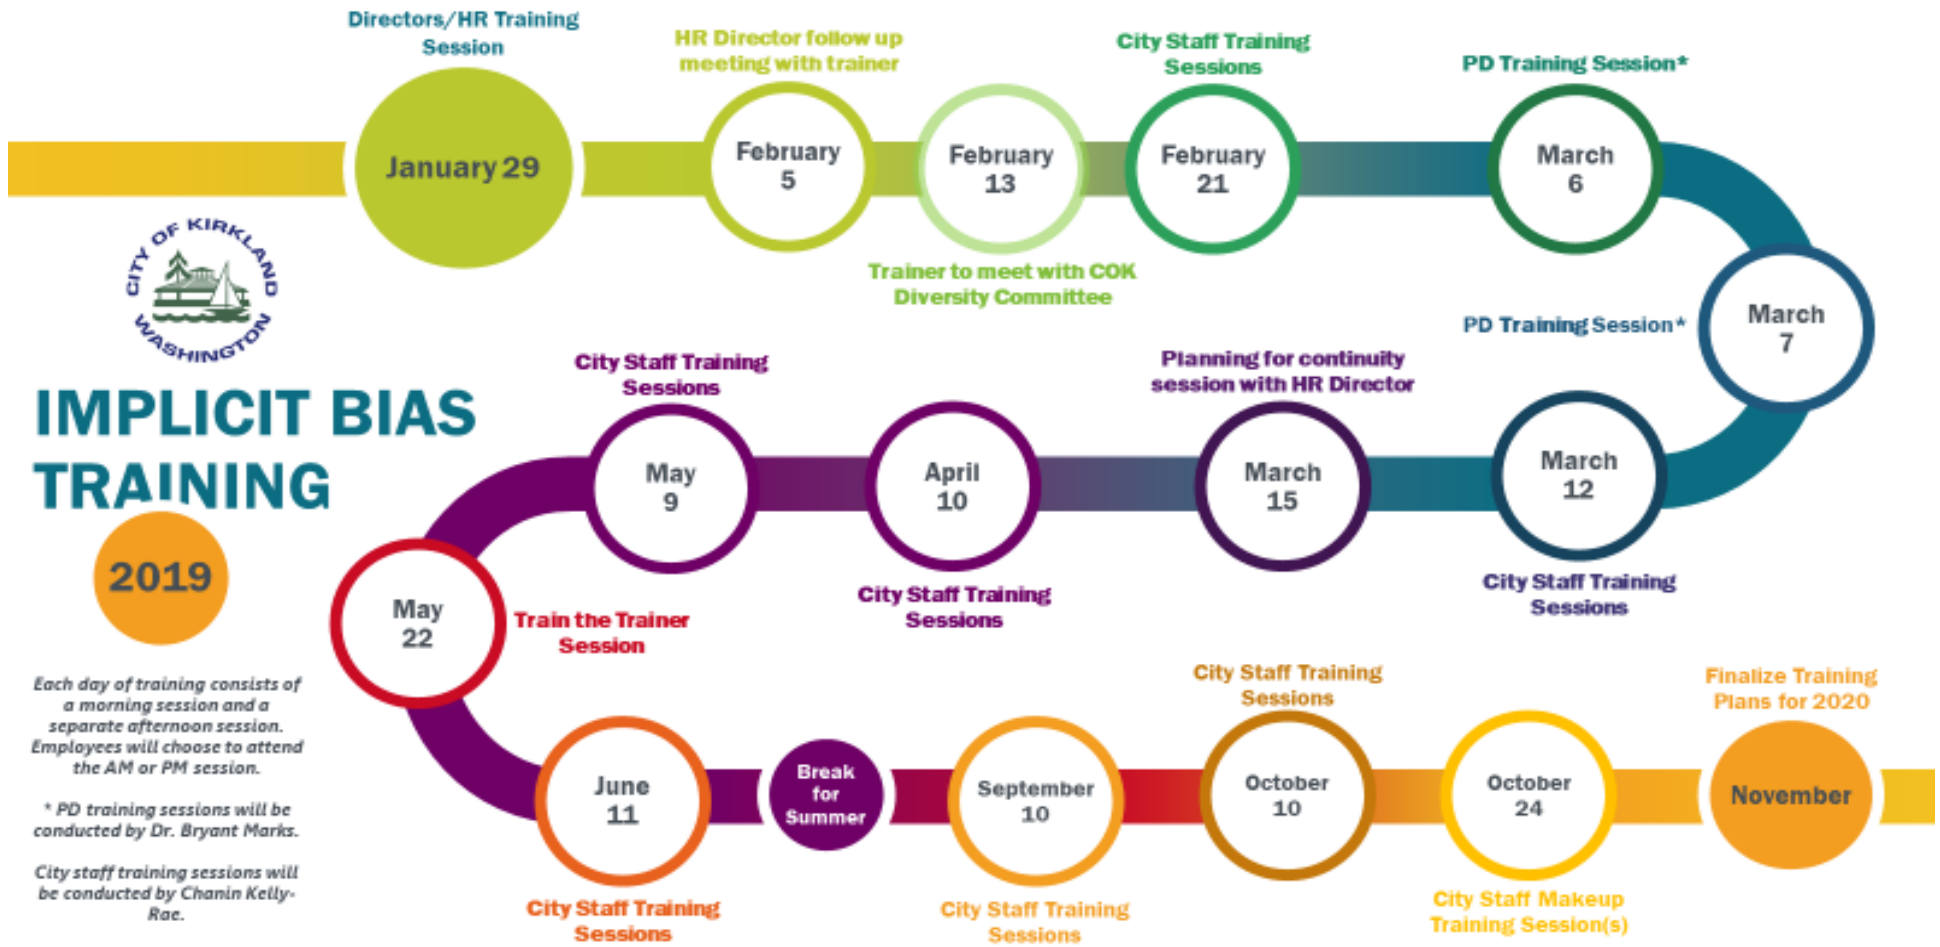 Directors/HR Training
Session
January 29
HR Director follow up
meeting with trainer
February
5
February
13
Trainer to meet with COK
Diversity Committee
City Staff Training
Sessions
February
21
PD Training Session*
March
6
PD Training Session*
March
7
CITY OF KIRKLAND
WASHINGTON
IMPLICIT BIAS
TRAINING
2019
Each day of training consists of
a morning session and a
separate afternoon session.
Employees will choose to attend
the AM or PM session.
* PD training sessions will be
conducted by Dr. Bryant Marks.
City staff training sessions will
be conducted by Chanin Kelly-
Rae.
March
12
City Staff Training
Sessions
Planning for continuity
session with HR Director
March
15
April
10
City Staff Training
Sessions
City Staff Training
Sessions
May
9
May
22
Train the Trainer
Session
June
11
City Staff Training
Sessions
Break
for
Summer
September
10
City Staff Training
Sessions
City Staff Training
Sessions
October
10
October
24
City Staff Makeup
Training Session(s)
Finalize Training
Plans for 2020
November